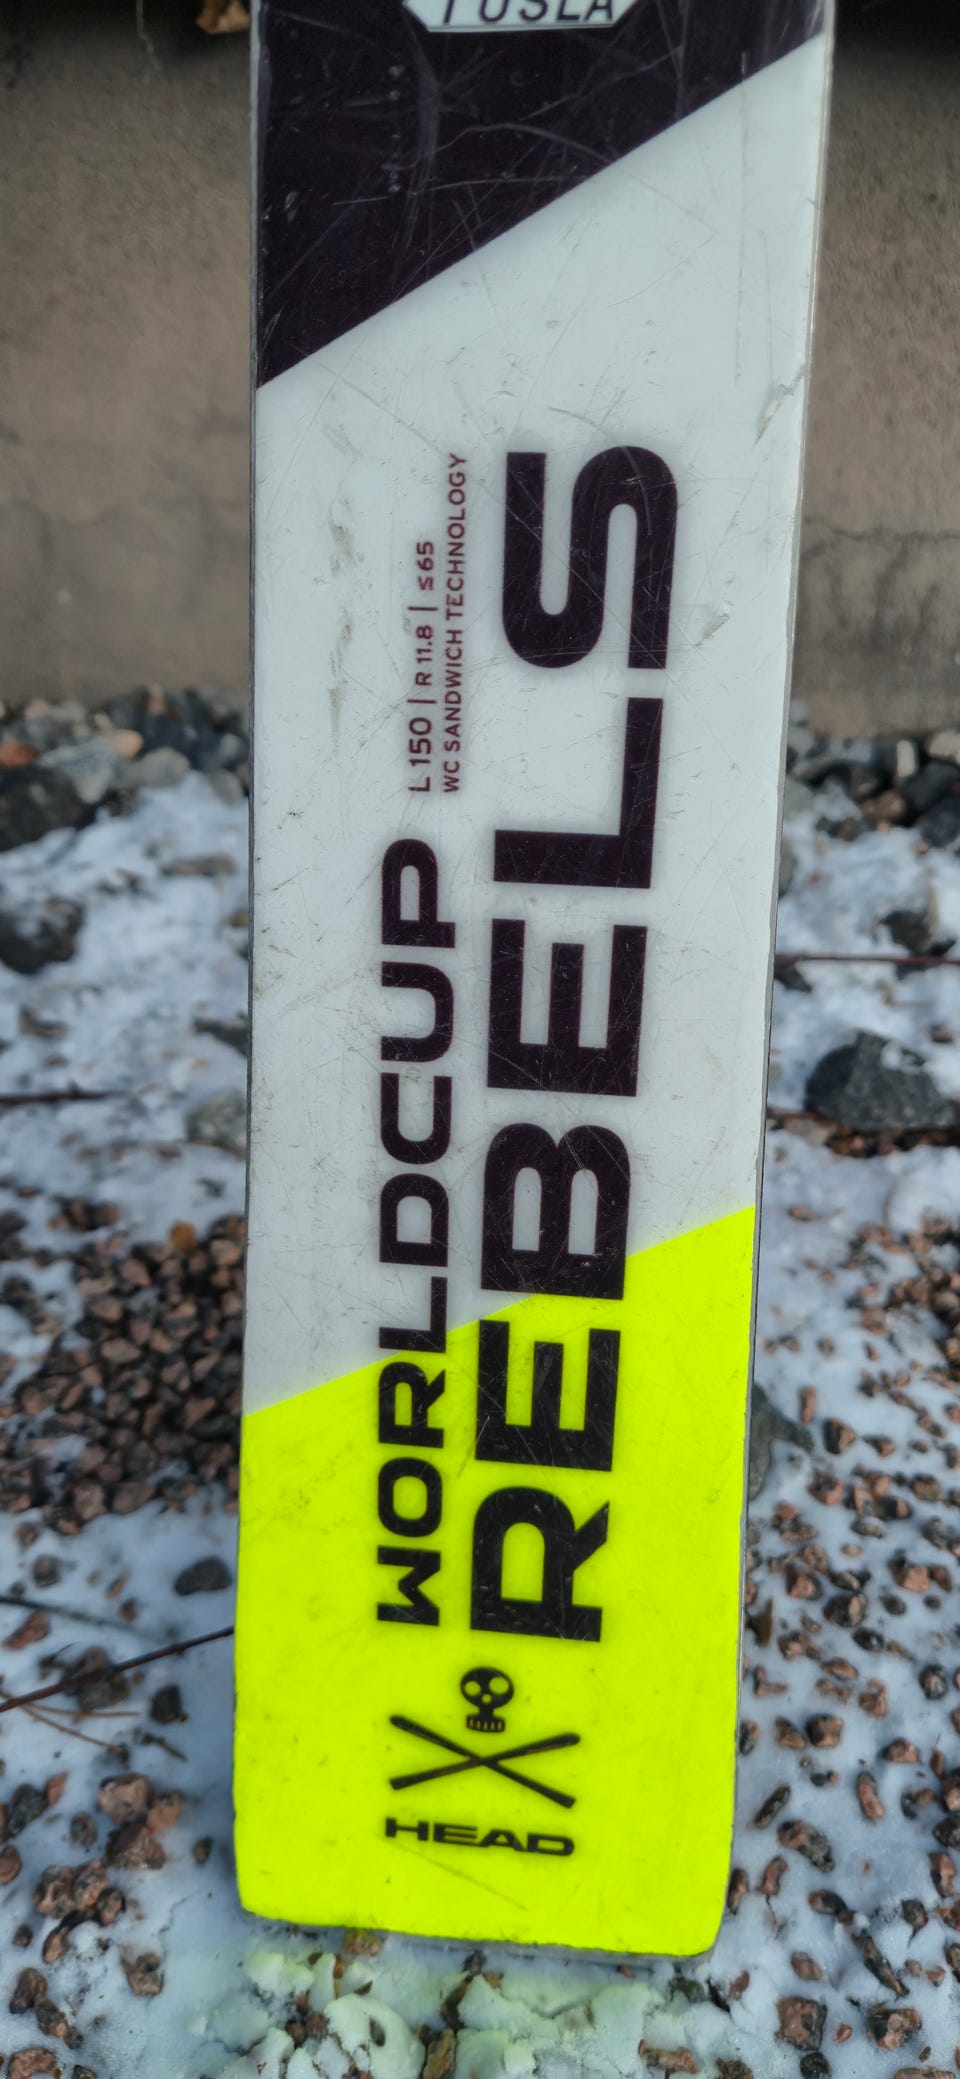 L 150 | R 11.8 | ≤65
WC SANDWICH TECHNOLOGY
WORLDCUP
REBELS
HEAD